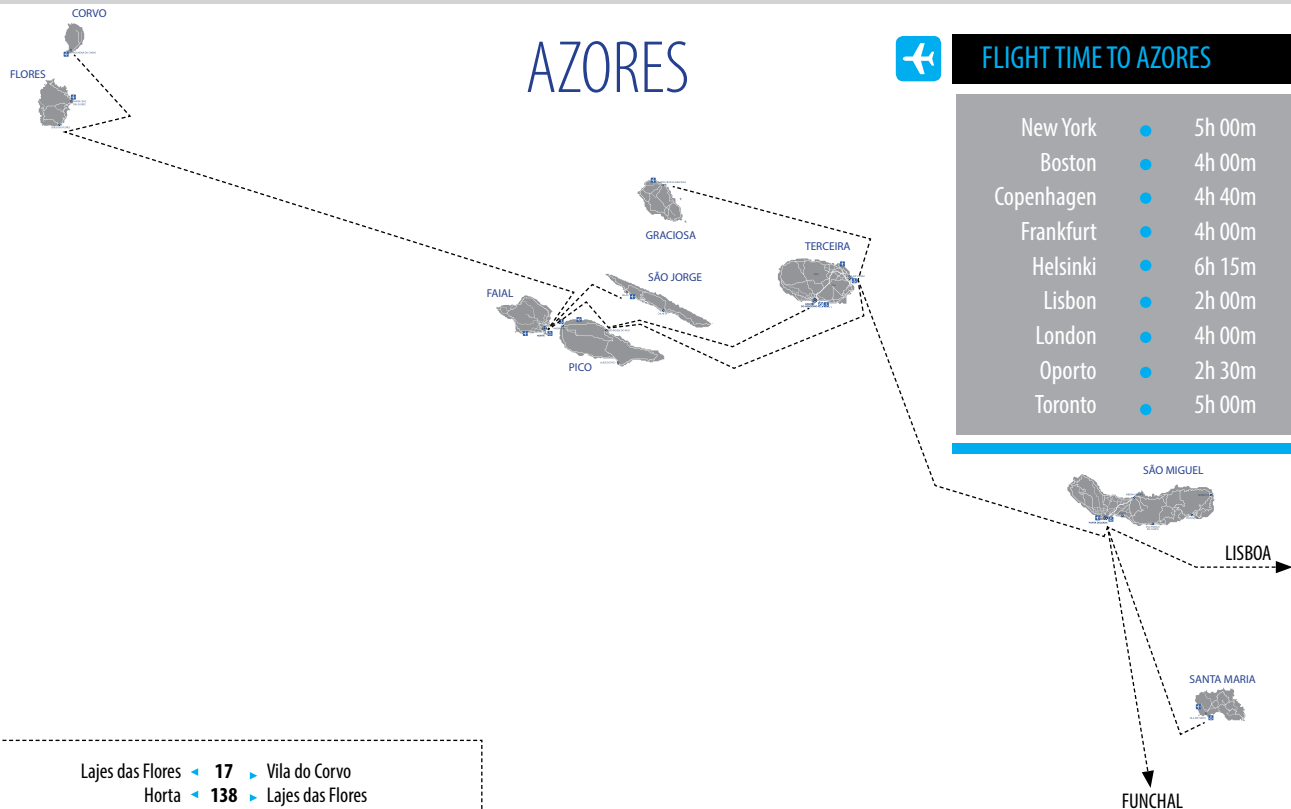 CORVO
FLORES
AZORES
FLIGHT TIME TO AZORES
New York 5h 00m
Boston 4h 00m
Copenhagen 4h 40m
Frankfurt 4h 00m
Helsinki 6h 15m
Lisbon 2h 00m
London 4h 00m
Oporto 2h 30m
Toronto 5h 00m
GRACIOSA
TERCEIRA
SÃO JORGE
FAIAL
PICO
SÃO MIGUEL
LISBOA
SANTA MARIA
FUNCHAL
Lajes das Flores ◄ 17 ► Vila do Corvo
Horta ◄ 138 ► Lajes das Flores